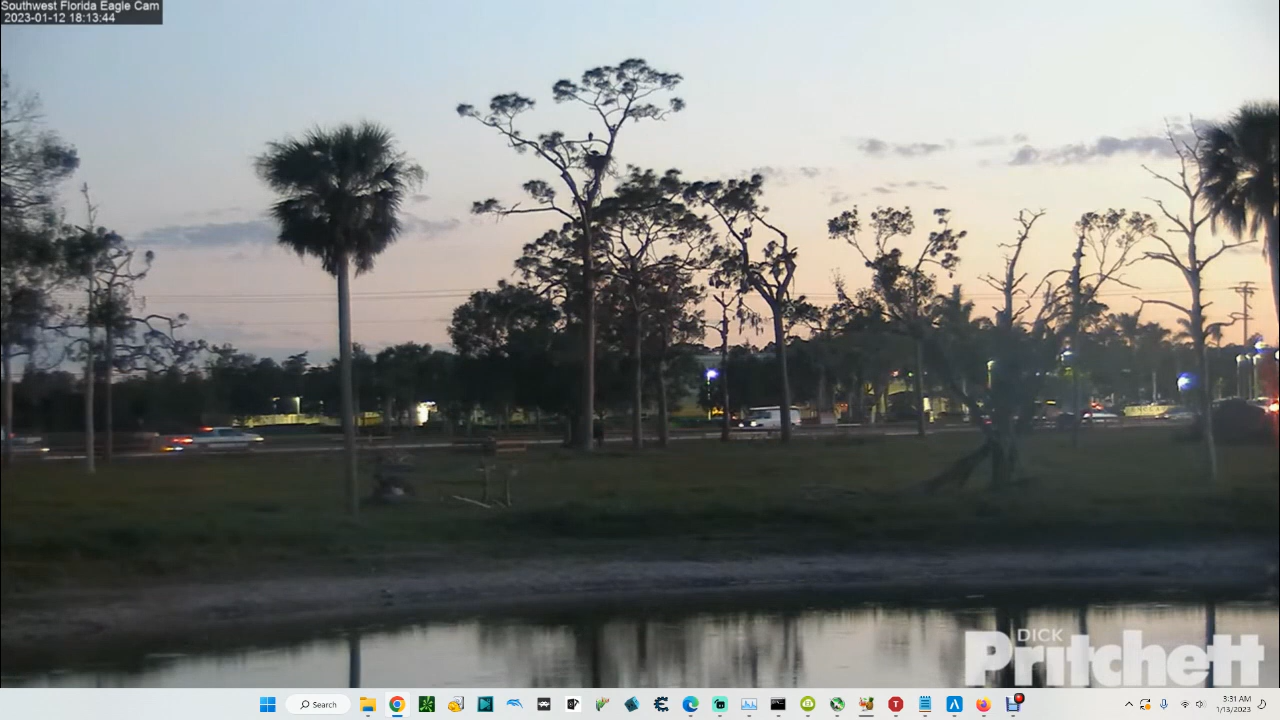 Southwest Florida Eagle Cam
2023-01-12 18:13:44
DICK
Pritchett
Search
3:31 AM
1/13/2023